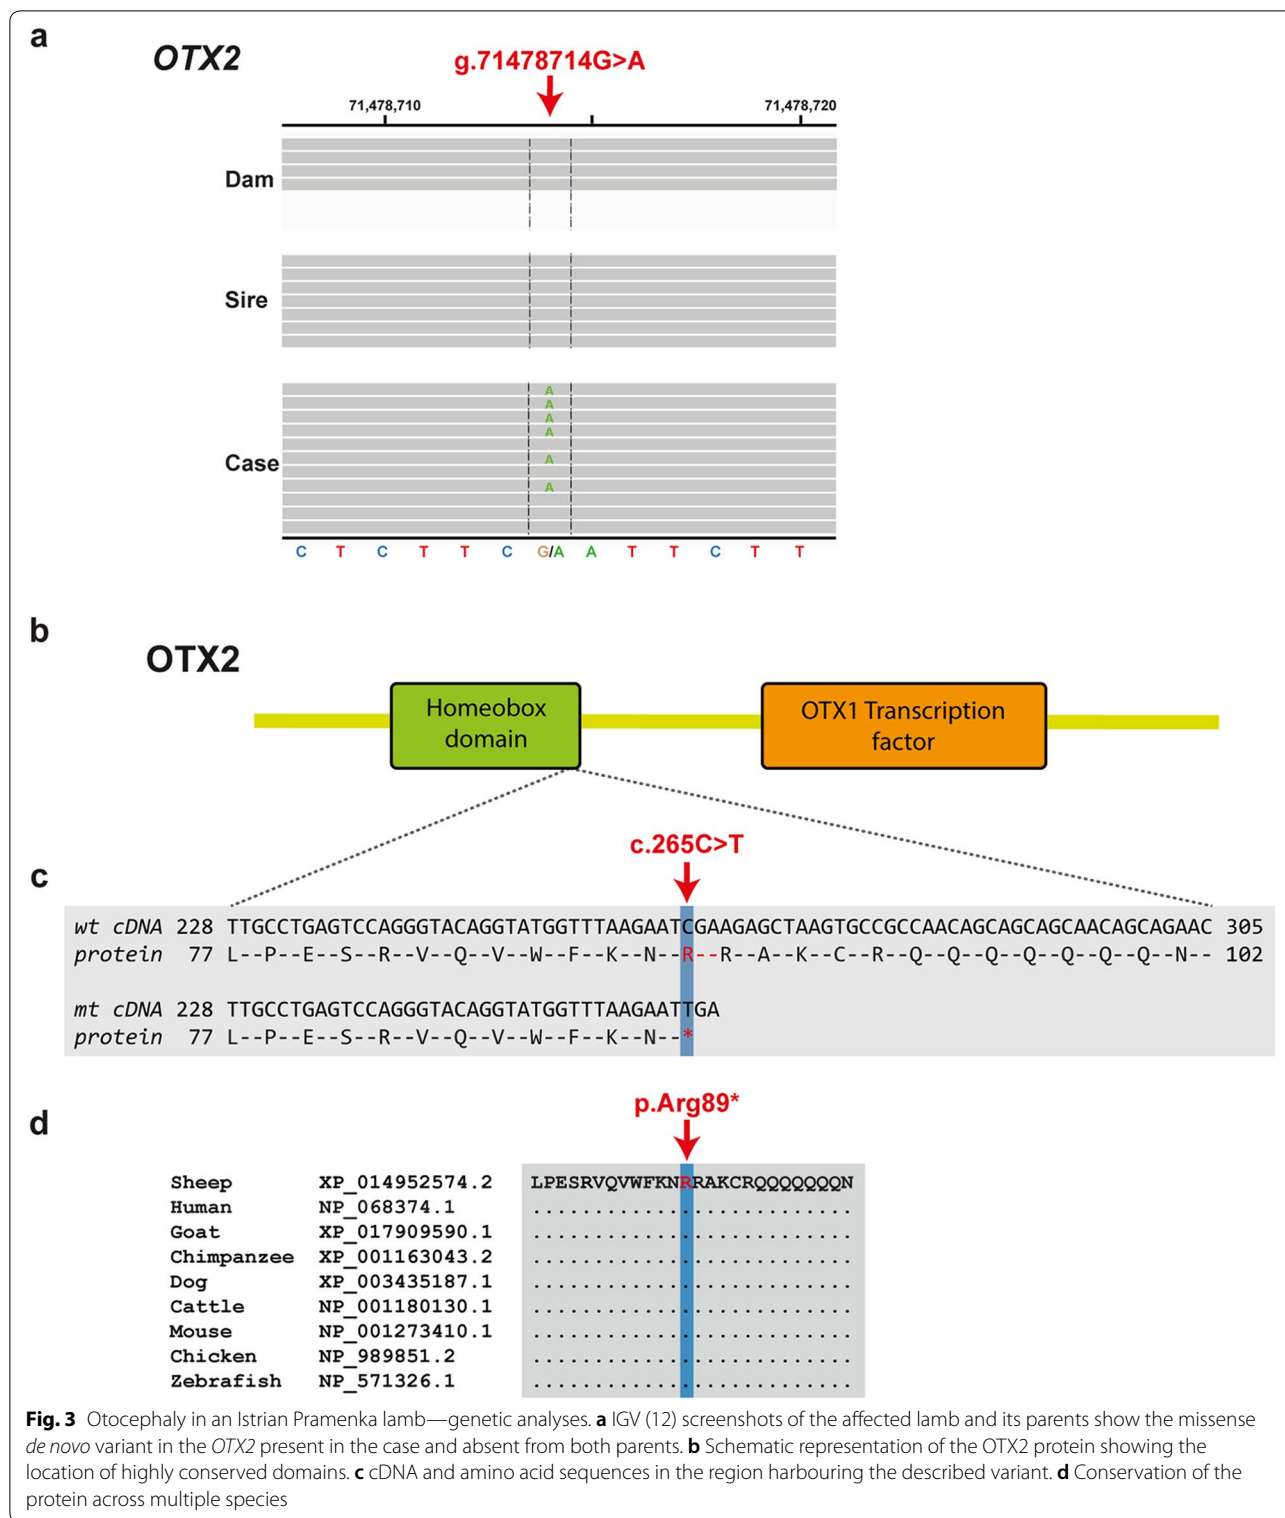 a
OTX2
g.71478714G>A
71,478,710 71,478,720
Dam
Sire
Case
A
A
A
A
A
A
C T C T T C G/A A T T C T T
b
OTX2
Homeobox
domain
OTX1 Transcription
factor
c.265C>T
c
wt cDNA 228 TTGCCTGAGTCCAGGGTACAGGTATGGTTTAAGAATCGAAGAGCTAAGTGCCGCCAACAGCAGCAGCAACAGCAGAAC 305
protein 77 L--P--E--S--R--V--Q--V--W--F--K--N--R--R--A--K--C--R--Q--Q--Q--Q--Q--Q--Q--N-- 102
mt cDNA 228 TTGCCTGAGTCCAGGGTACAGGTATGGTTTAAGAATTGA
protein 77 L--P--E--S--R--V--Q--V--W--F--K--N--*
p.Arg89*
d
Sheep XP_014952574.2 LPESRVQVWFKNRRAKCRQQQQQQQN
Human NP_068374.1 ..........................
Goat XP_017909590.1 ..........................
Chimpanzee XP_001163043.2 ..........................
Dog XP_003435187.1 ..........................
Cattle NP_001180130.1 ..........................
Mouse NP_001273410.1 ..........................
Chicken NP_989851.2 ..........................
Zebrafish NP_571326.1 ..........................
Fig. 3 Otocephaly in an Istrian Pramenka lamb—genetic analyses. a IGV (12) screenshots of the affected lamb and its parents show the missense
de novo variant in the OTX2 present in the case and absent from both parents. b Schematic representation of the OTX2 protein showing the
location of highly conserved domains. c cDNA and amino acid sequences in the region harbouring the described variant. d Conservation of the
protein across multiple species